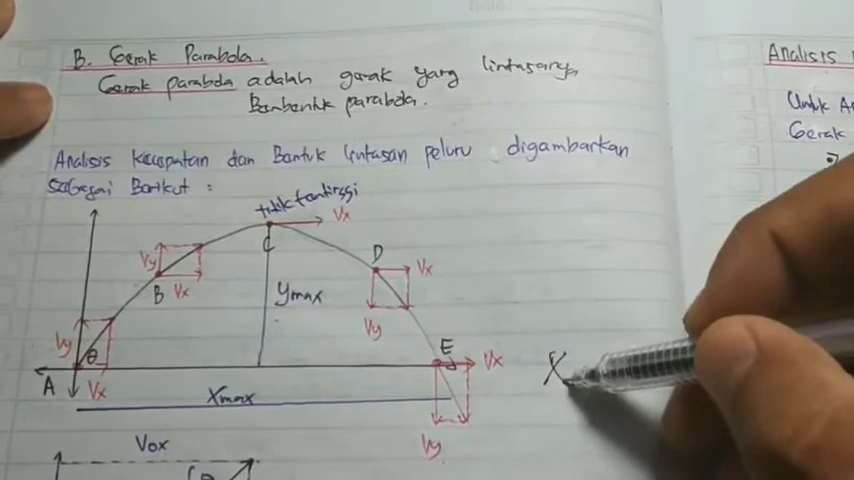 B. Gerak Parabola.
Gerak parabola adalah gerak yang lintasannya
Berbentuk parabola.
Analisis kecepatan dan Bentuk lintasan peluru digambarkan
sebagai Berikut :
titik tertinggi
Vx
C
D
Vy
B
Vx
Ymax
Vx
Vy
Vy
θ
E
Vx
A
Vx
Xmax
Vy
Vox
X
Analisis
Untuk
Gerak